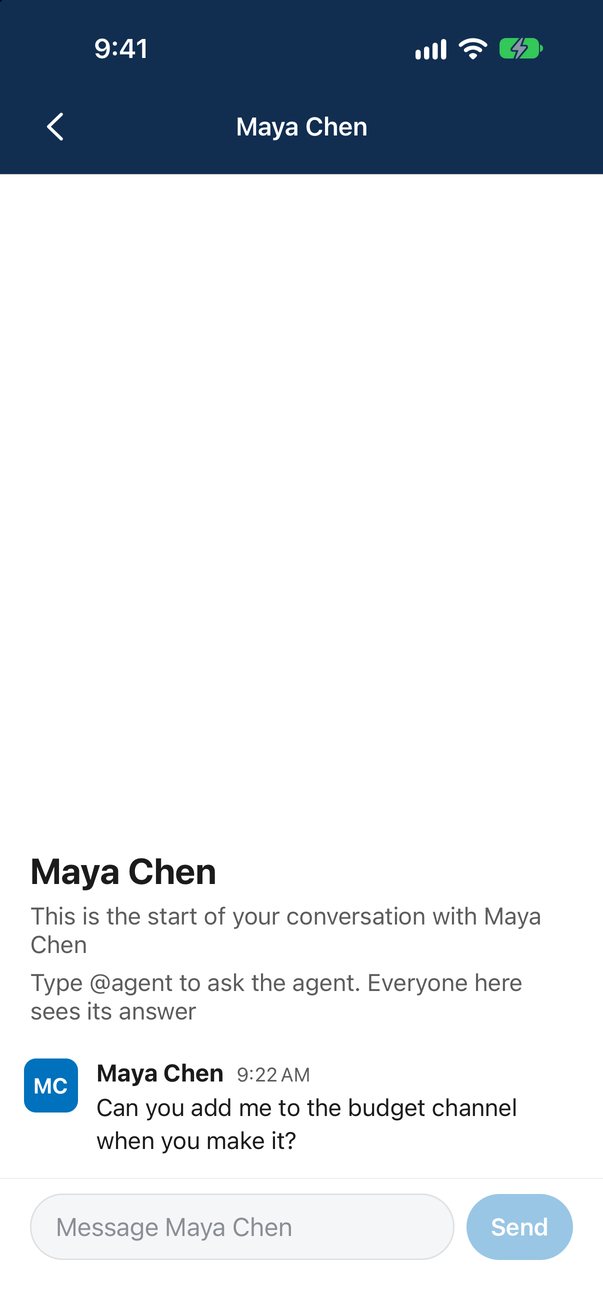 9:41
Maya Chen
Maya Chen
This is the start of your conversation with Maya
Chen
Type @agent to ask the agent. Everyone here
sees its answer
MC
Maya Chen 9:22 AM
Can you add me to the budget channel
when you make it?
Message Maya Chen
Send